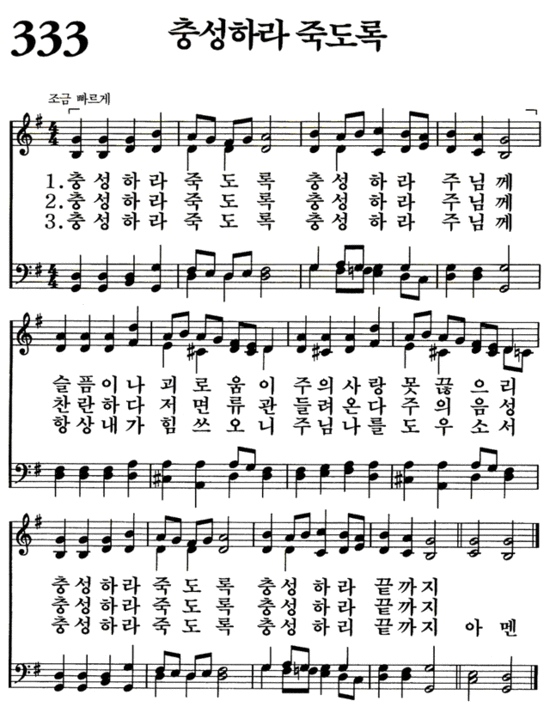 333 충성하라 죽도록
조금 빠르게
1.충성하라 죽도록 충성하라 주님께
2.충성하라 죽도록 충성하라 주님께
3.충성하라 죽도록 충성하라 주님께
슬픔이나 괴로움이 주의사랑못끊으리
찬란하다 저면류관 들려온다 주의음성
항상내가 힘쓰오니 주님나를도우소서
충성하라 죽도록 충성하라 끝까지
충성하라 죽도록 충성하라 끝까지
충성하라 죽도록 충성하리 끝까지 아멘